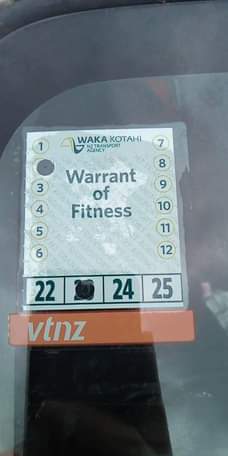 WAKA KOTAHI
NZ TRANSPORT
AGENCY
Warrant
of
Fitness
1
3
4
5
6
7
8
9
10
11
12
22
24
25
vtnz